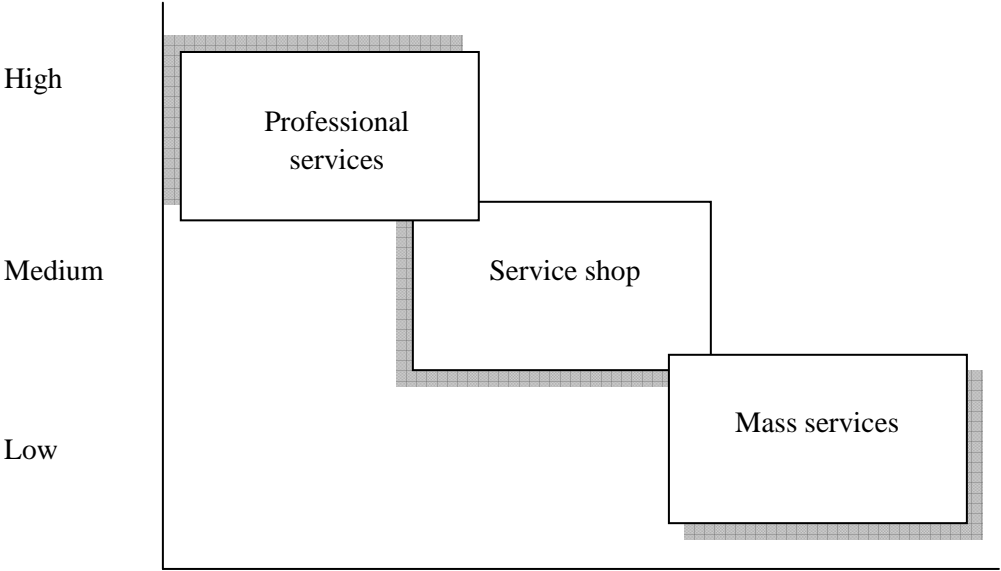 High
Professional
services
Medium
Service shop
Mass services
Low